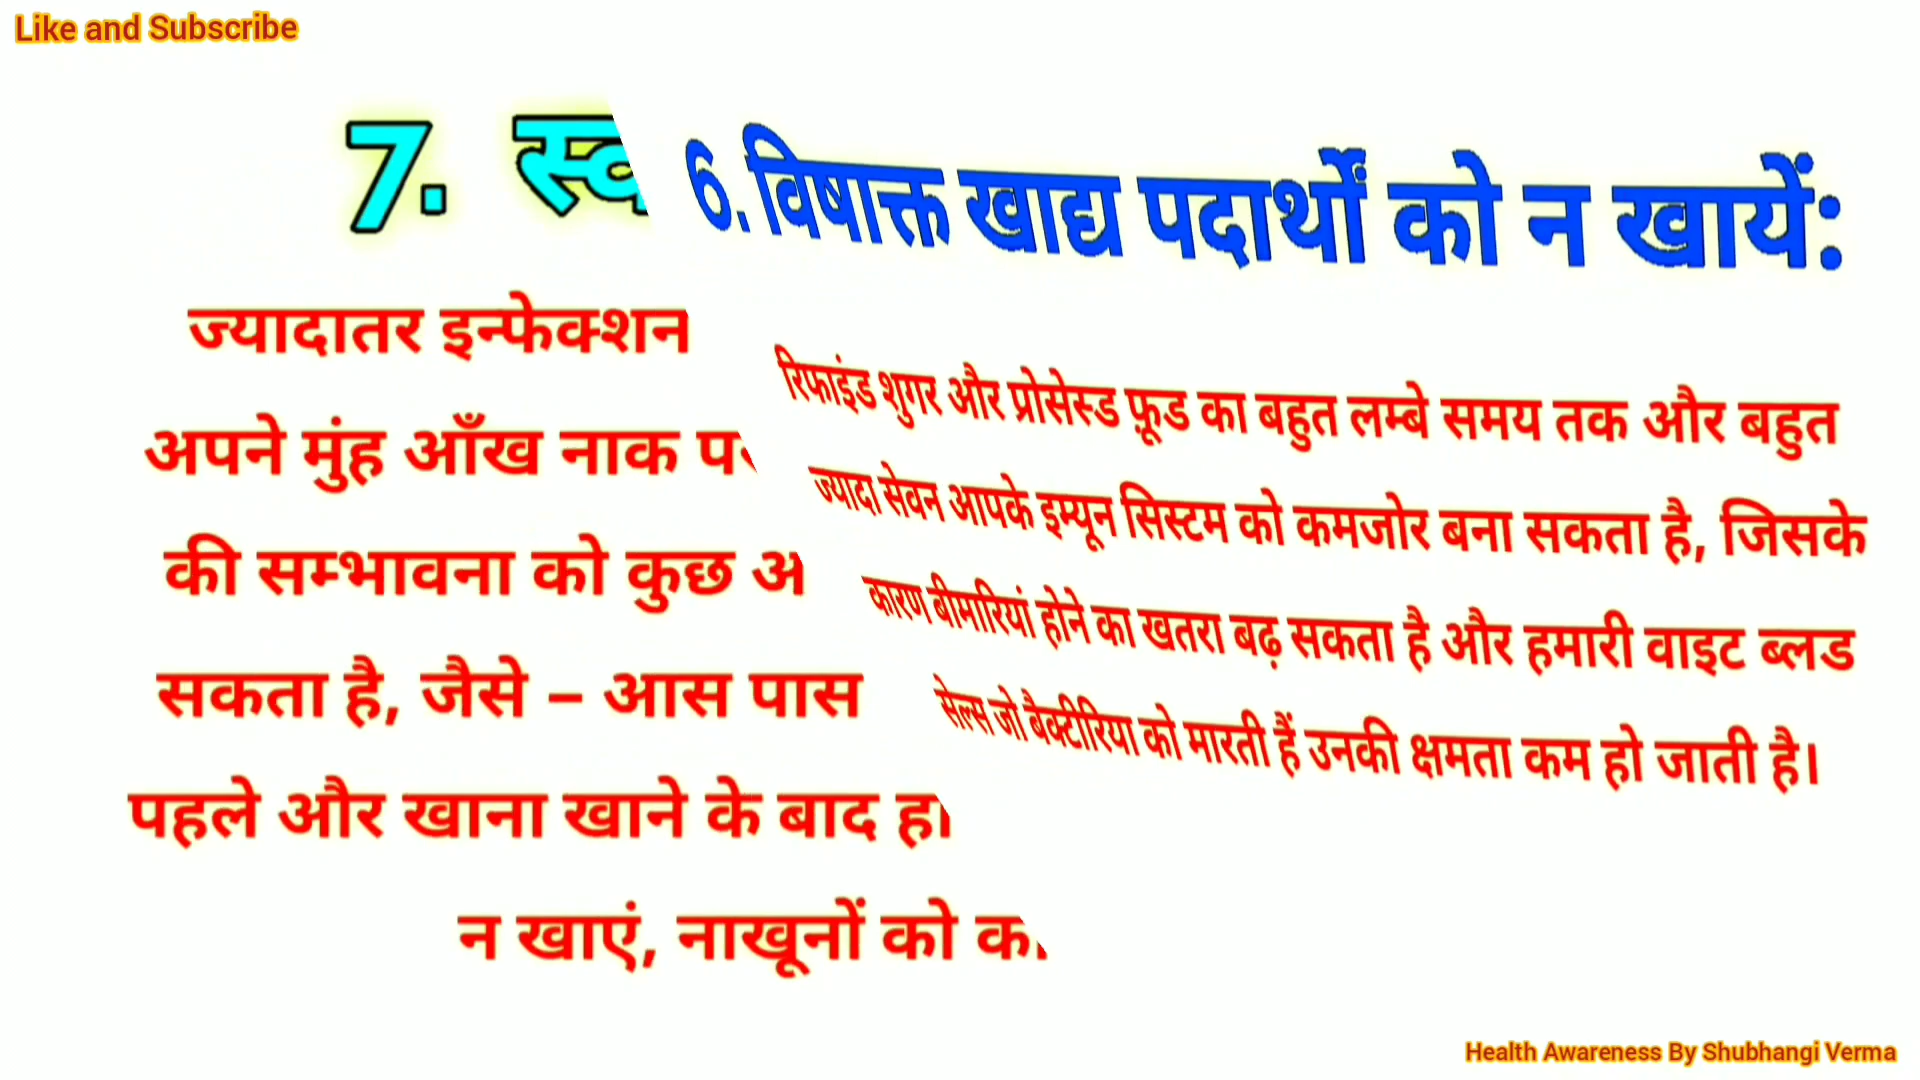 Like and Subscribe
6. विषाक्त खाद्य पदार्थों को न खायें:
रिफाइंड शुगर और प्रोसेस्ड फ़ूड का बहुत लम्बे समय तक और बहुत
ज्यादा सेवन आपके इम्यून सिस्टम को कमजोर बना सकता है, जिसके
कारण बीमारियां होने का खतरा बढ़ सकता है और हमारी वाइट ब्लड
सेल्स जो बैक्टीरिया को मारती हैं उनकी क्षमता कम हो जाती है।
7.
ज्यादातर इन्फेक्शन
अपने मुंह आँख नाक
की सम्भावना को कुछ
सकता है, जैसे – आस पास
पहले और खाना खाने के बाद
न खाएं, नाखूनों को
Health Awareness By Shubhangi Verma